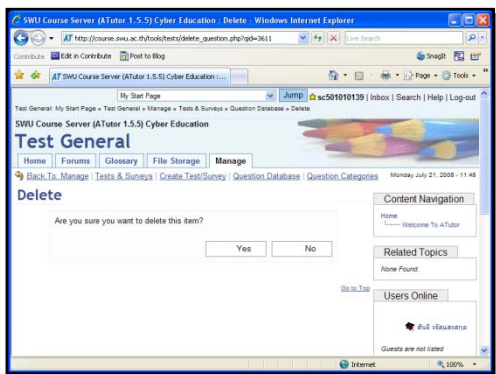 SWU Course Server (ATutor 1.5.5) Cyber Education : Delete - Windows Internet Explorer
AT http://course.swu.ac.th/tools/tests/delete_question.php?qid=3611
Live Search
Contribute Edit in Contribute Post to Blog
SnagIt
AT SWU Course Server (ATutor 1.5.5) Cyber Education : ...
Page Tools
My Start Page Jump sc501010139 | Inbox | Search | Help | Log-out
Test General: My Start Page » Test General » Manage » Tests & Surveys » Question Database » Delete
SWU Course Server (ATutor 1.5.5) Cyber Education
Test General
Home Forums Glossary File Storage Manage
Back To: Manage | Tests & Surveys | Create Test/Survey | Question Database | Question Categories Monday July 21, 2008 - 11:48
Delete
Are you sure you want to delete this item?
Yes No
Go to Top
Content Navigation
Home
Welcome To ATutor
Related Topics
None Found.
Users Online
Guests are not listed
Internet 100%